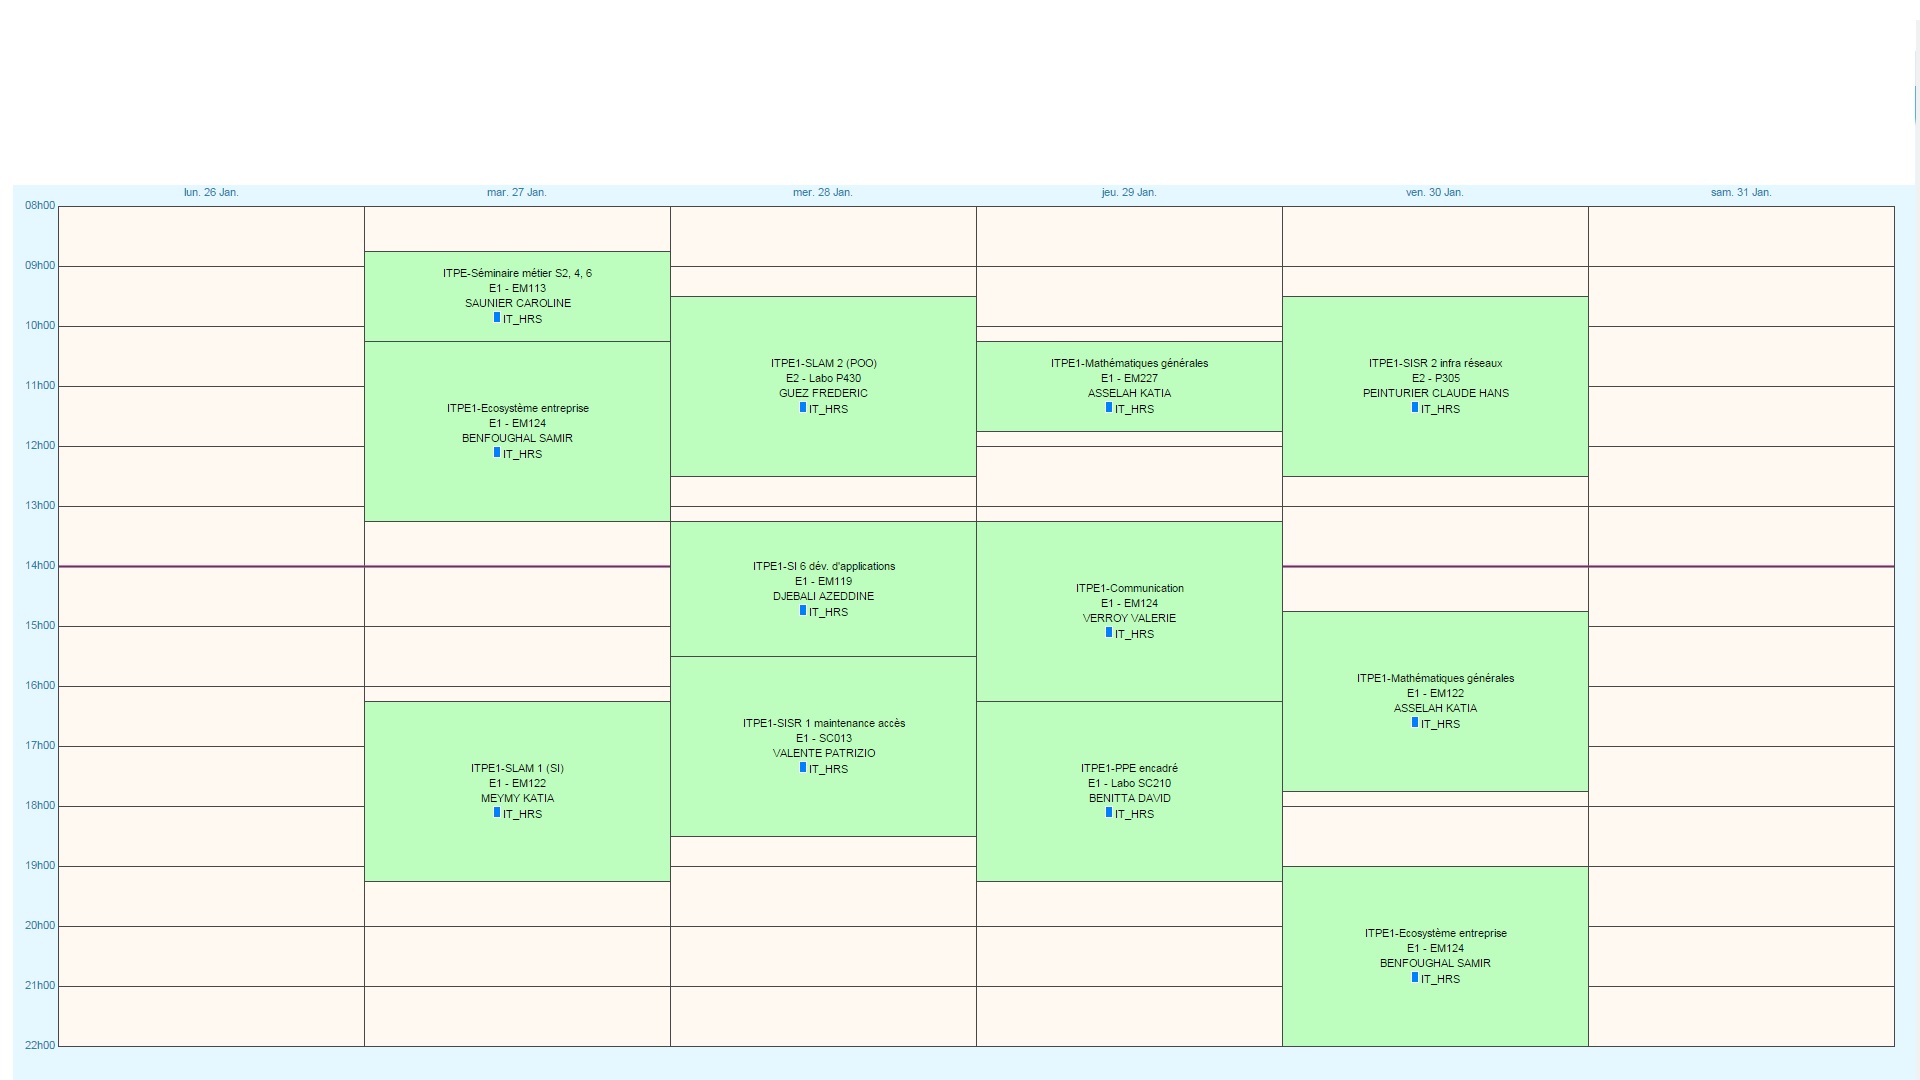 lun. 26 Jan.
mar. 27 Jan.
mer. 28 Jan.
jeu. 29 Jan.
ven. 30 Jan.
sam. 31 Jan.
08h00
09h00
10h00
11h00
12h00
13h00
14h00
15h00
16h00
17h00
18h00
19h00
20h00
21h00
22h00
ITPE-Séminaire métier S2, 4, 6
E1 - EM113
SAUNIER CAROLINE
IT_HRS
ITPE1-Ecosystème entreprise
E1 - EM124
BENFOUGHAL SAMIR
IT_HRS
ITPE1-SLAM 1 (SI)
E1 - EM122
MEYMY KATIA
IT_HRS
ITPE1-SLAM 2 (POO)
E2 - Labo P430
GUEZ FREDERIC
IT_HRS
ITPE1-SI 6 dév. d'applications
E1 - EM119
DJEBALI AZEDDINE
IT_HRS
ITPE1-SISR 1 maintenance accès
E1 - SC013
VALENTE PATRIZIO
IT_HRS
ITPE1-Mathématiques générales
E1 - EM227
ASSELAH KATIA
IT_HRS
ITPE1-Communication
E1 - EM124
VERROY VALERIE
IT_HRS
ITPE1-PPE encadré
E1 - Labo SC210
BENITTA DAVID
IT_HRS
ITPE1-SISR 2 infra réseaux
E2 - P305
PEINTURIER CLAUDE HANS
IT_HRS
ITPE1-Mathématiques générales
E1 - EM122
ASSELAH KATIA
IT_HRS
ITPE1-Ecosystème entreprise
E1 - EM124
BENFOUGHAL SAMIR
IT_HRS